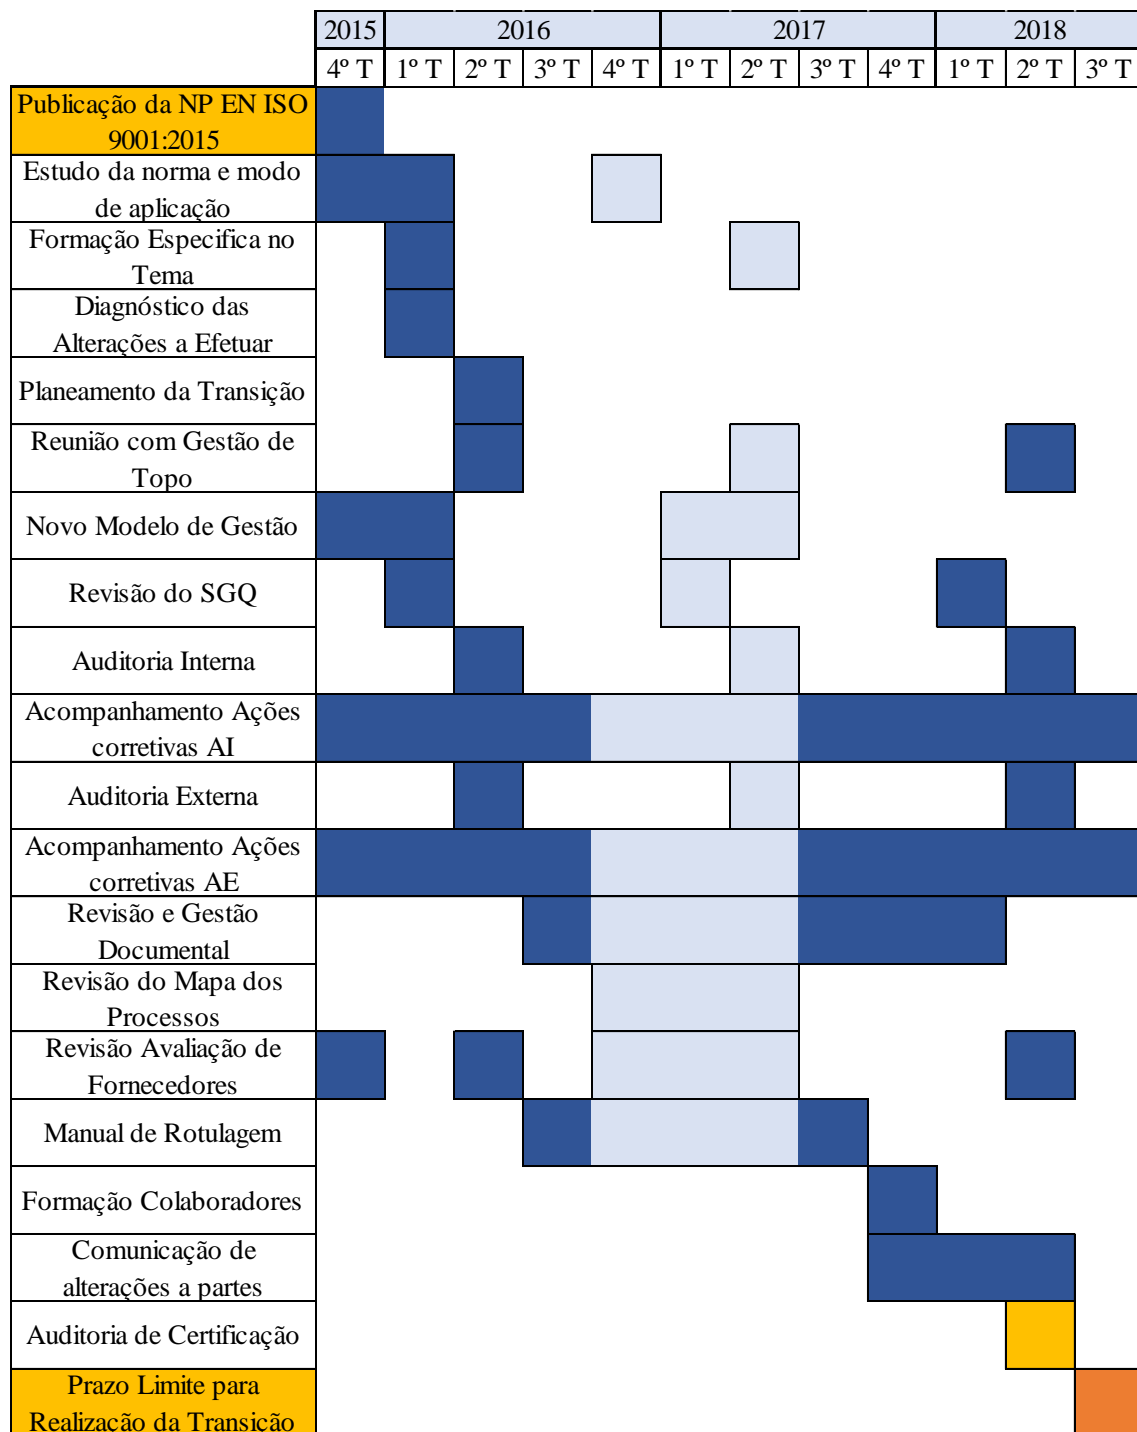 2015 2016 2017 2018
4º T 1º T 2º T 3º T 4º T 1º T 2º T 3º T 4º T 1º T 2º T 3º T
Publicação da NP EN ISO
9001:2015
Estudo da norma e modo
de aplicação
Formação Especifica no
Tema
Diagnóstico das
Alterações a Efetuar
Planeamento da Transição
Reunião com Gestão de
Topo
Novo Modelo de Gestão
Revisão do SGQ
Auditoria Interna
Acompanhamento Ações
corretivas AI
Auditoria Externa
Acompanhamento Ações
corretivas AE
Revisão e Gestão
Documental
Revisão do Mapa dos
Processos
Revisão Avaliação de
Fornecedores
Manual de Rotulagem
Formação Colaboradores
Comunicação de
alterações a partes
Auditoria de Certificação
Prazo Limite para
Realização da Transição